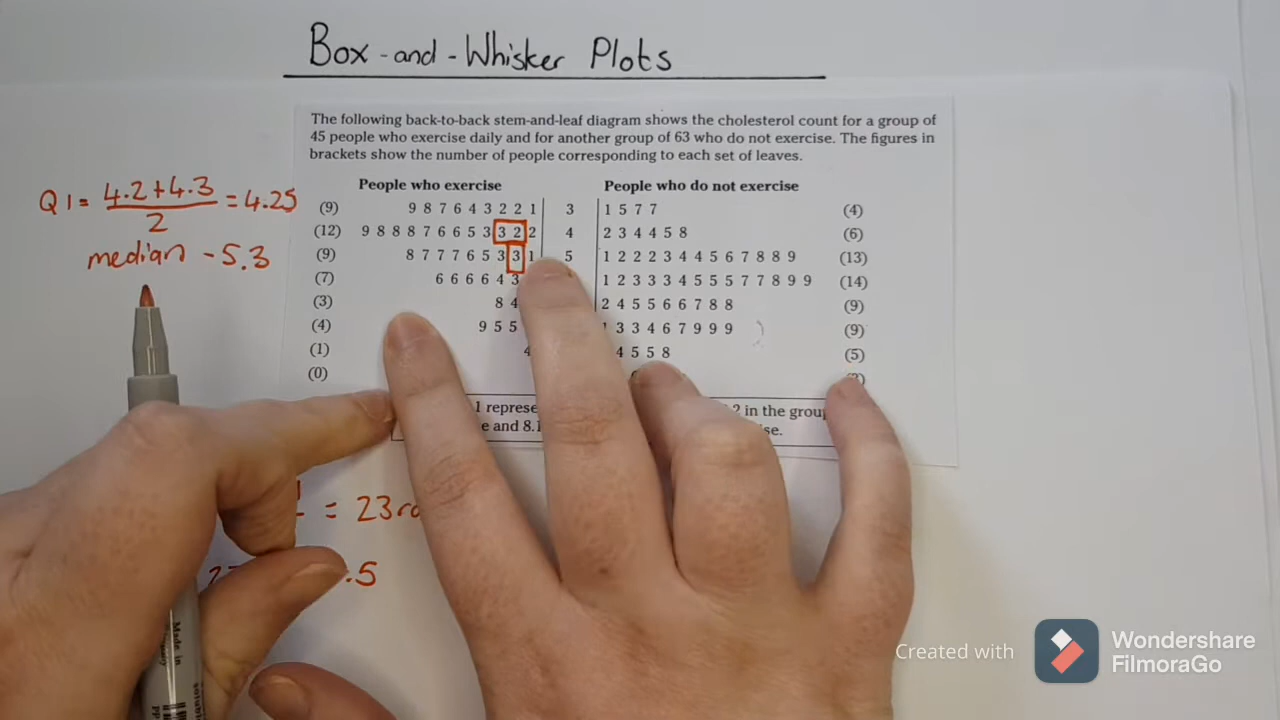 Box-and-Whisker Plots
The following back-to-back stem-and-leaf diagram shows the cholesterol count for a group of
45 people who exercise daily and for another group of 63 who do not exercise. The figures in
brackets show the number of people corresponding to each set of leaves.
People who exercise People who do not exercise
(9) 9 8 7 6 4 3 2 2 1 3 1 5 7 7 (4)
(12) 9 8 8 8 7 6 6 5 3 3 2 2 4 2 3 4 4 5 8 (6)
(9) 8 7 7 7 6 5 3 3 1 5 1 2 2 2 3 4 4 5 6 7 8 8 9 (13)
(7) 6 6 6 6 4 3 1 2 3 3 3 4 5 5 5 7 7 8 9 9 (14)
(3) 8 4 2 4 5 5 6 6 7 8 8 (9)
(4) 9 5 5 3 3 4 6 7 9 9 9 (9)
(1) 4 4 5 5 8 (5)
(0)
1 2 in the
and
Q1 = 4.2 + 4.3 / 2 = 4.25
median - 5.3
= 23
.5
Created with
Wondershare
FilmoraGo